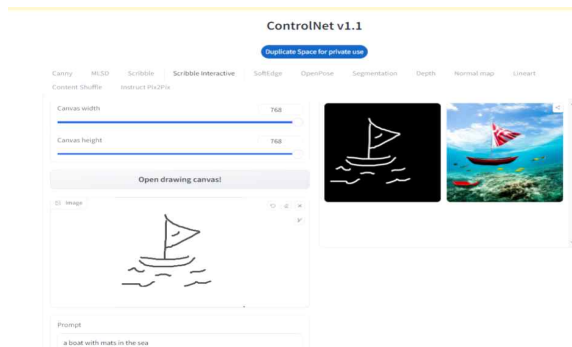 ControlNet v1.1
Duplicate Space for private use
Canny MLSD Scribble Scribble Interactive SoftEdge OpenPose Segmentation Depth Normal map Lineart
Content Shuffle Instruct Pix2Pix
Canvas width 768
Canvas height 768
Open drawing canvas!
Image
Prompt
a boat with mats in the sea